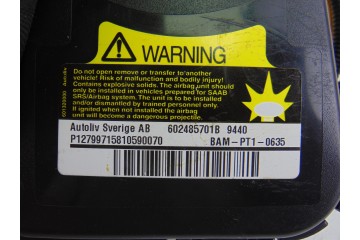 WARNING
Do not open remove or transfer to another
vehicle! Risk of malfunction and bodily injury!
Contains explosive solids. The airbag unit should
only be installed in vehicles prepared for SAAB
SRS/Airbag system. The airbag unit should be installed
and/or dismantled by trained personnel only.
If ignited when not installed the airbag
unit will become a dangerous projectile.
Autoliv Sverige AB 602485701B 9440
P12799715810590070 BAM-PT1-0635